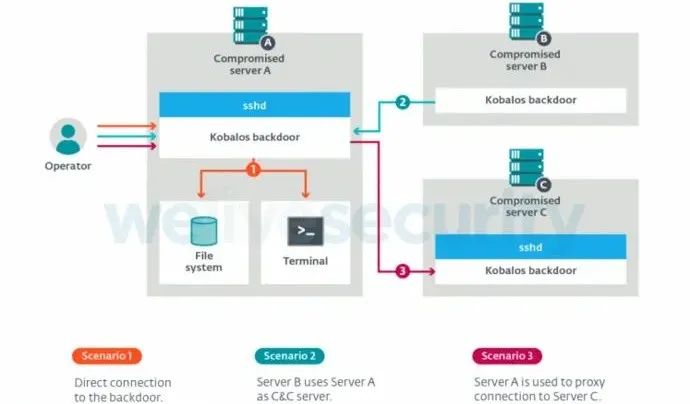 A
Compromised
server A
sshd
Kobalos backdoor
Operator
1
File
system
>_
Terminal
B
Compromised
server B
2
Kobalos backdoor
C
Compromised
server C
sshd
Kobalos backdoor
3
welivesecurity
Scenario 1
Direct connection
to the backdoor.
Scenario 2
Server B uses Server A
as C&C server.
Scenario 3
Server A is used to proxy
connection to Server C.